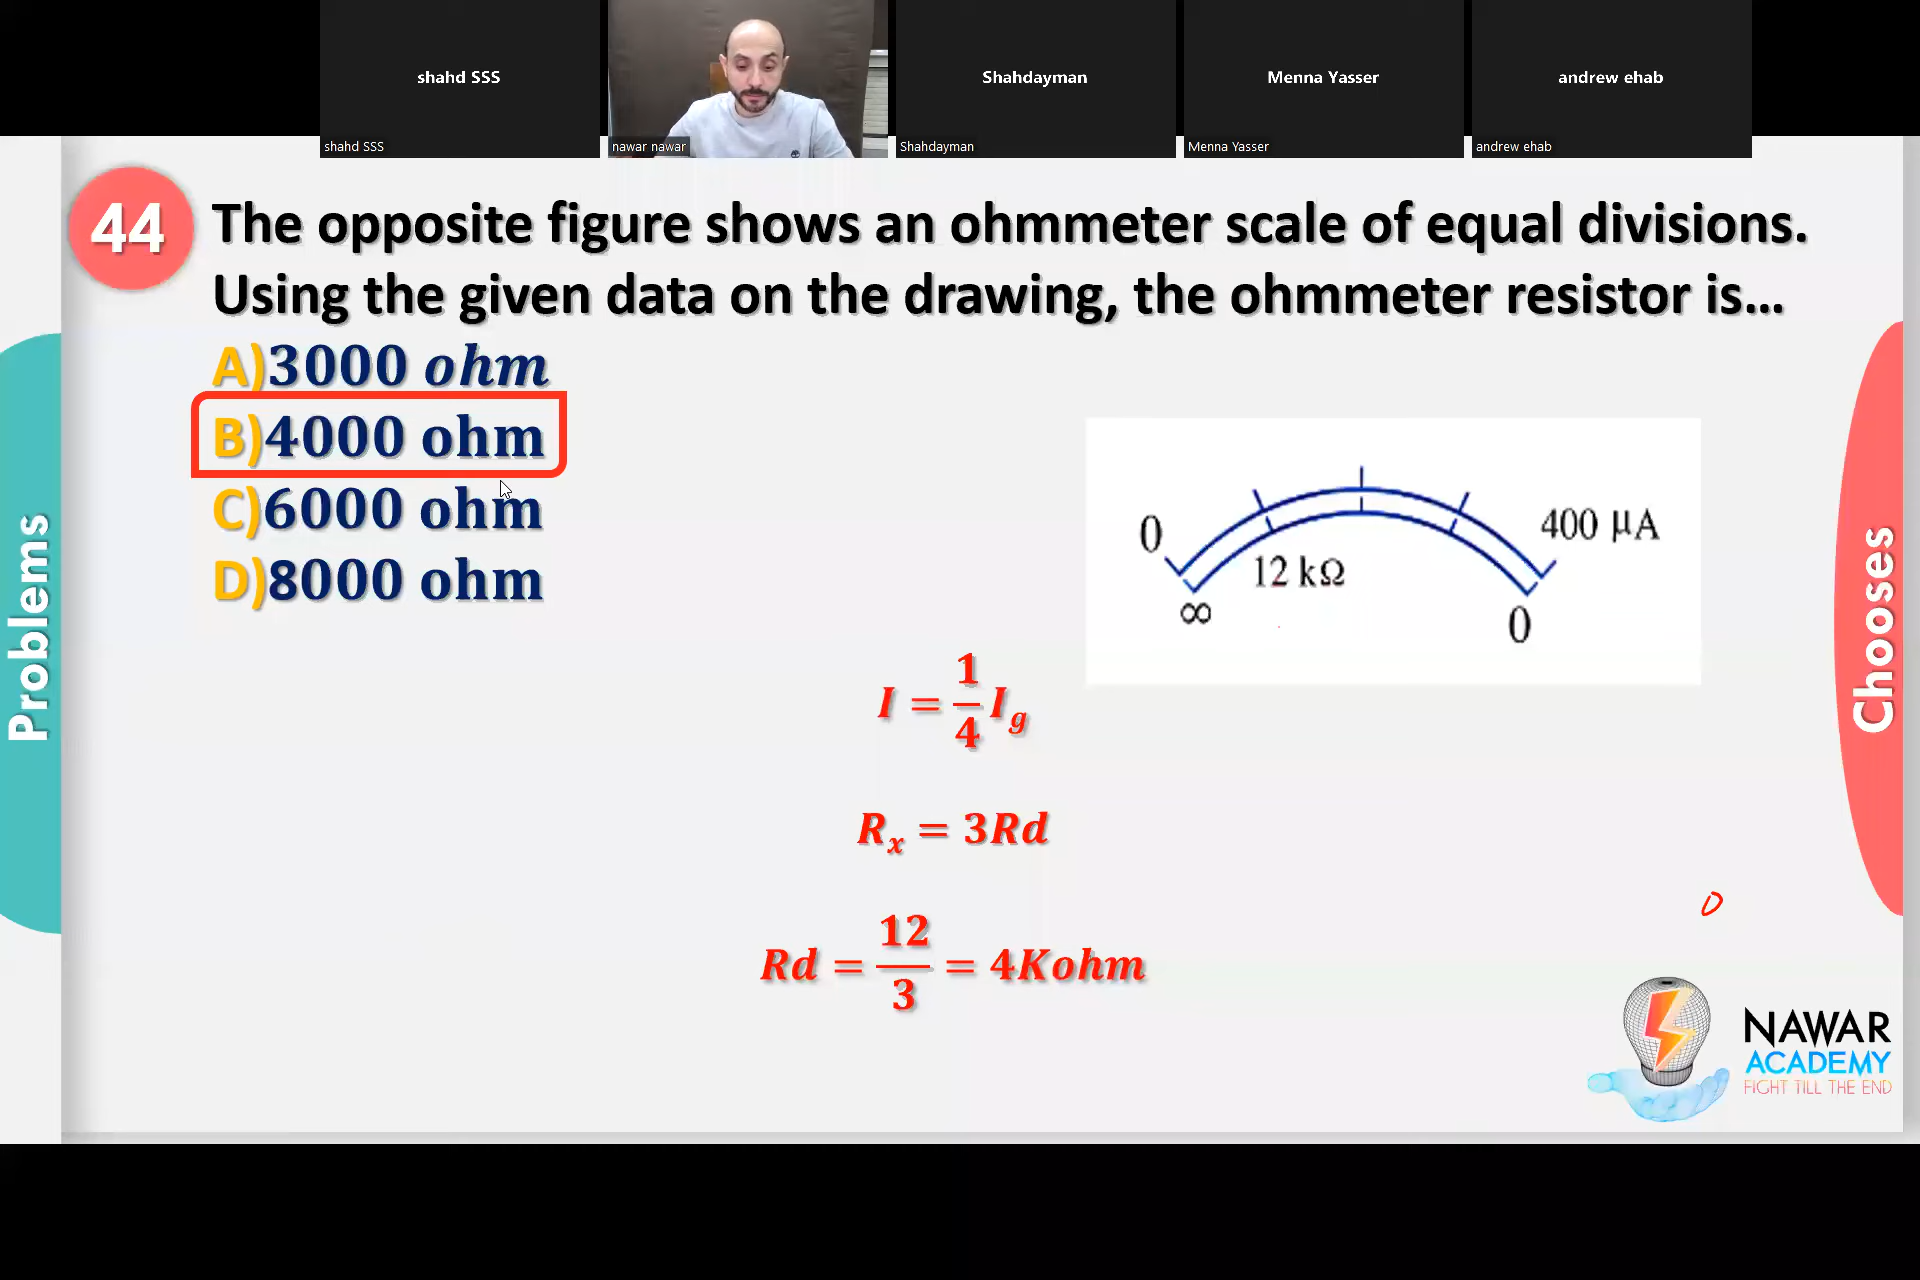 shahd SSS
Shahdayman
Menna Yasser
andrew ehab
shahd SSS
nawar nawar
Shahdayman
Menna Yasser
andrew ehab
44
The opposite figure shows an ohmmeter scale of equal divisions.
Using the given data on the drawing, the ohmmeter resistor is...
A)3000 ohm
B)4000 ohm
C)6000 ohm
D)8000 ohm
0
400 μA
12 kΩ
∞
0
Problems
Chooses
I = 1/4 I_g
R_x = 3Rd
Rd = 12/3 = 4Kohm
D
NAWAR
ACADEMY
FIGHT TILL THE END